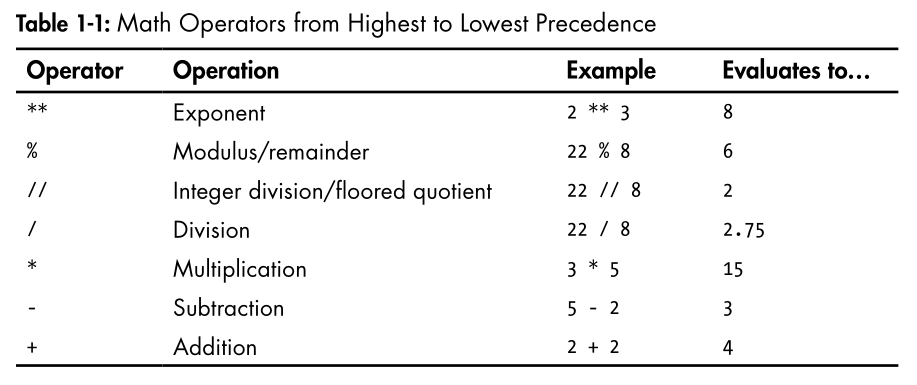 Table 1-1: Math Operators from Highest to Lowest Precedence
Operator Operation Example Evaluates to…
** Exponent 2 ** 3 8
% Modulus/remainder 22 % 8 6
// Integer division/floored quotient 22 // 8 2
/ Division 22 / 8 2.75
* Multiplication 3 * 5 15
- Subtraction 5 - 2 3
+ Addition 2 + 2 4